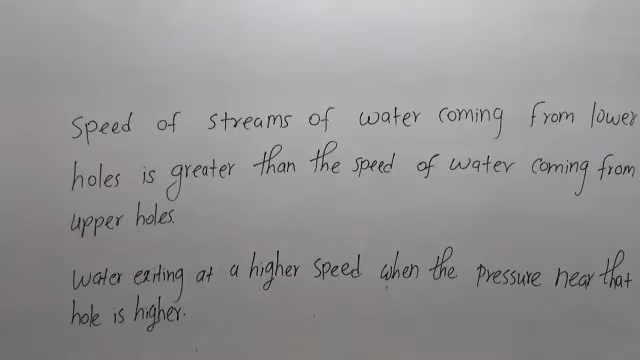 Speed of streams of water coming from lower
holes is greater than the speed of water coming from
upper holes.
Water exiting at a higher speed when the pressure near that
hole is higher.